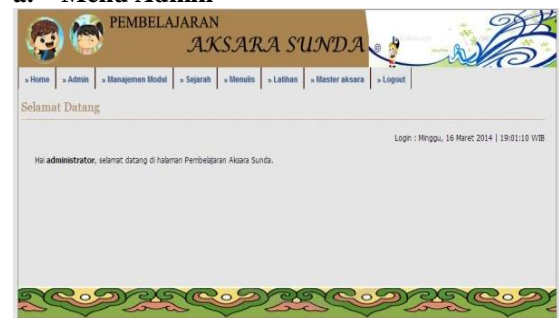 a. Menu Admin
PEMBELAJARAN
AKSARA SUNDA
» Home » Admin » Manajemen Modul » Sejarah » Menulis » Latihan » Master aksara » Logout
Selamat Datang
Login : Minggu, 16 Maret 2014 | 19:01:10 WIB
Hai administrator, selamat datang di halaman Pembelajaran Aksara Sunda.